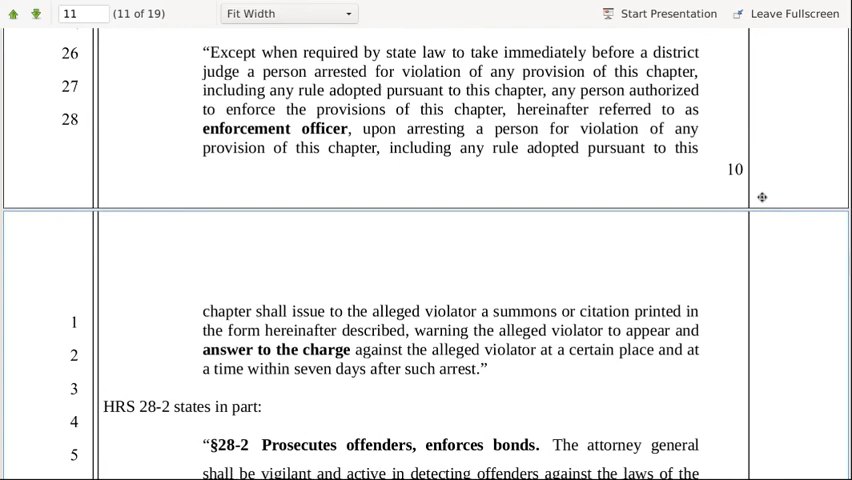 11 (11 of 19) Fit Width Start Presentation Leave Fullscreen
26 “Except when required by state law to take immediately before a district
judge a person arrested for violation of any provision of this chapter,
27 including any rule adopted pursuant to this chapter, any person authorized
to enforce the provisions of this chapter, hereinafter referred to as
28 enforcement officer, upon arresting a person for violation of any
provision of this chapter, including any rule adopted pursuant to this
10
chapter shall issue to the alleged violator a summons or citation printed in
1 the form hereinafter described, warning the alleged violator to appear and
2 answer to the charge against the alleged violator at a certain place and at
a time within seven days after such arrest.”
3
HRS 28-2 states in part:
4
“§28-2 Prosecutes offenders, enforces bonds. The attorney general
5
shall be vigilant and active in detecting offenders against the laws of the